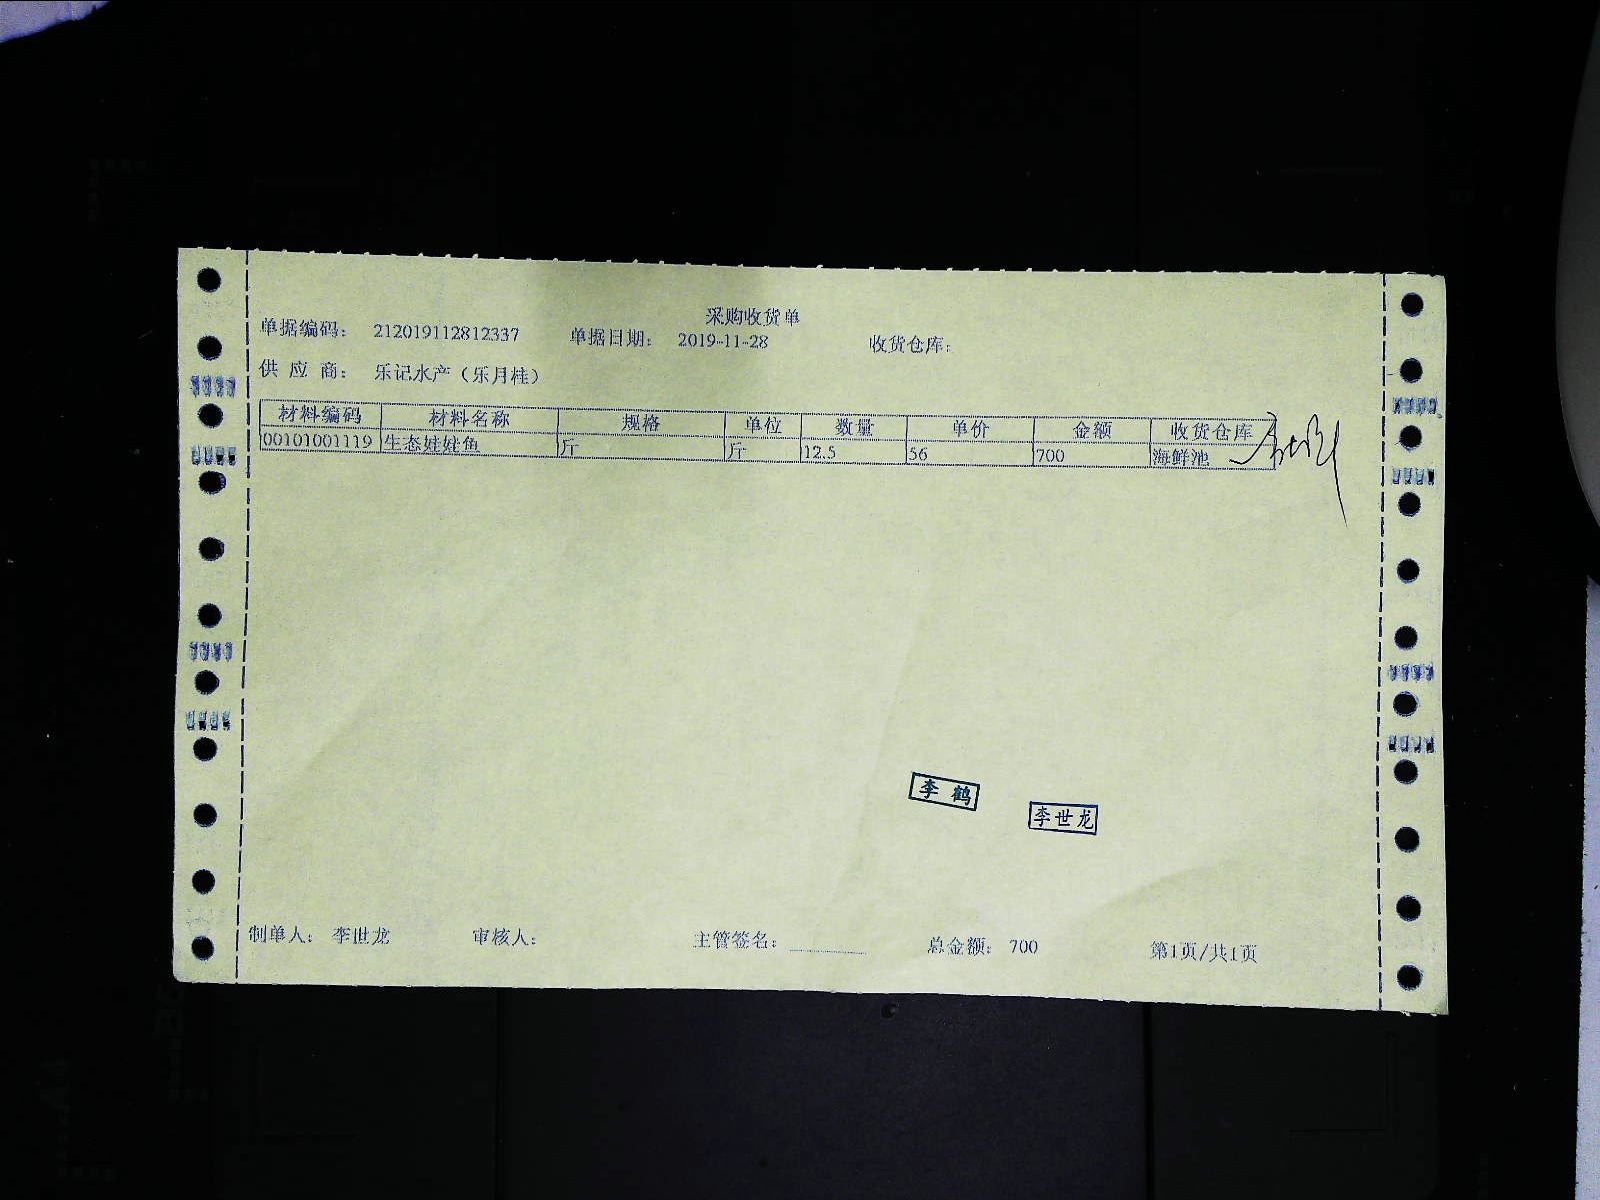 采购收货单
单据编码： 212019112812337 单据日期： 2019-11-28 收货仓库：
供 应 商： 乐记水产（乐月桂）
材料编码 材料名称 规格 单位 数量 单价 金额 收货仓库
00101001119 生态娃娃鱼 斤 斤 12.5 56 700 海鲜池
李 鹤
李世龙
制单人： 李世龙 审核人： 主管签名： 总金额： 700 第1页/共1页